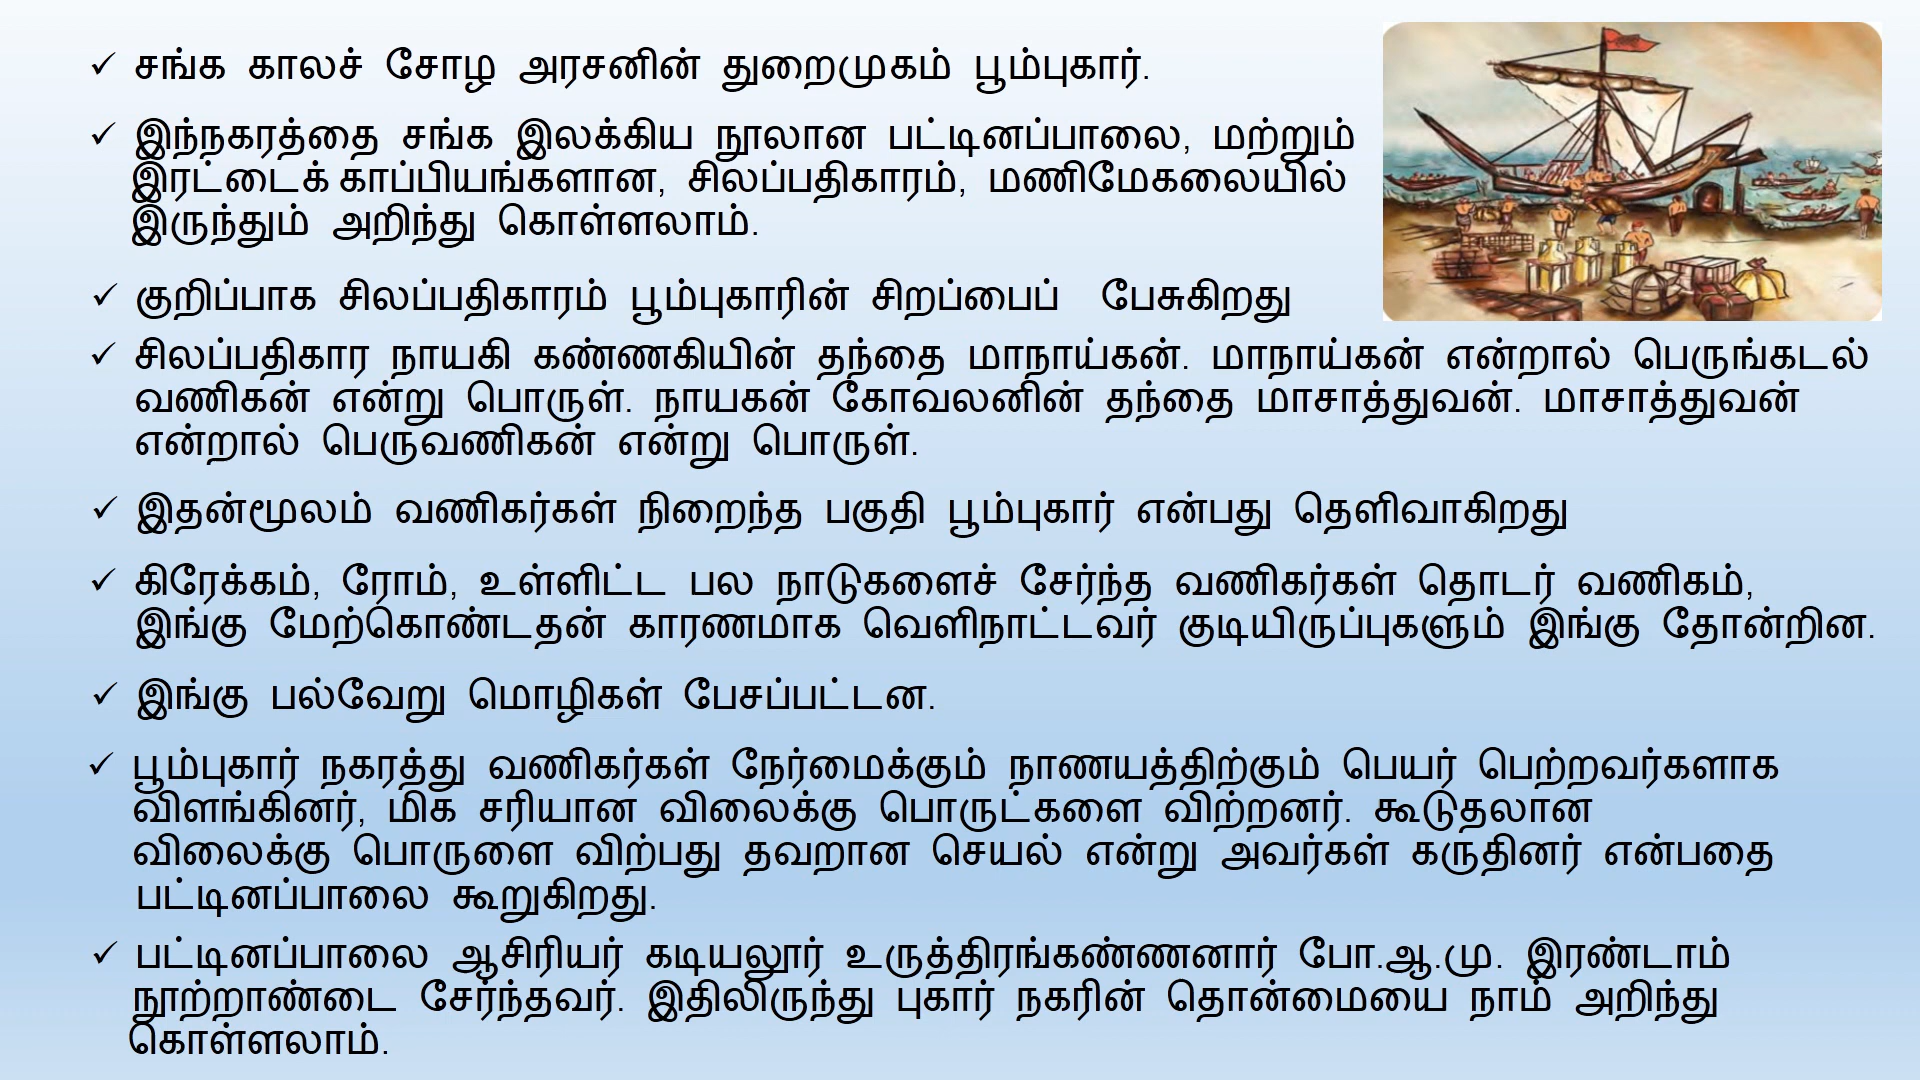 ✓ சங்க காலச் சோழ அரசனின் துறைமுகம் பூம்புகார்.
✓ இந்நகரத்தை சங்க இலக்கிய நூலான பட்டினப்பாலை, மற்றும்
இரட்டைக் காப்பியங்களான, சிலப்பதிகாரம், மணிமேகலையில்
இருந்தும் அறிந்து கொள்ளலாம்.
✓ குறிப்பாக சிலப்பதிகாரம் பூம்புகாரின் சிறப்பைப் பேசுகிறது
✓ சிலப்பதிகார நாயகி கண்ணகியின் தந்தை மாநாய்கன். மாநாய்கன் என்றால் பெருங்கடல்
வணிகன் என்று பொருள். நாயகன் கோவலனின் தந்தை மாசாத்துவன். மாசாத்துவன்
என்றால் பெருவணிகன் என்று பொருள்.
✓ இதன்மூலம் வணிகர்கள் நிறைந்த பகுதி பூம்புகார் என்பது தெளிவாகிறது
✓ கிரேக்கம், ரோம், உள்ளிட்ட பல நாடுகளைச் சேர்ந்த வணிகர்கள் தொடர் வணிகம்,
இங்கு மேற்கொண்டதன் காரணமாக வெளிநாட்டவர் குடியிருப்புகளும் இங்கு தோன்றின.
✓ இங்கு பல்வேறு மொழிகள் பேசப்பட்டன.
✓ பூம்புகார் நகரத்து வணிகர்கள் நேர்மைக்கும் நாணயத்திற்கும் பெயர் பெற்றவர்களாக
விளங்கினர், மிக சரியான விலைக்கு பொருட்களை விற்றனர். கூடுதலான
விலைக்கு பொருளை விற்பது தவறான செயல் என்று அவர்கள் கருதினர் என்பதை
பட்டினப்பாலை கூறுகிறது.
✓ பட்டினப்பாலை ஆசிரியர் கடியலூர் உருத்திரங்கண்ணனார் போ.ஆ.மு. இரண்டாம்
நூற்றாண்டை சேர்ந்தவர். இதிலிருந்து புகார் நகரின் தொன்மையை நாம் அறிந்து
கொள்ளலாம்.